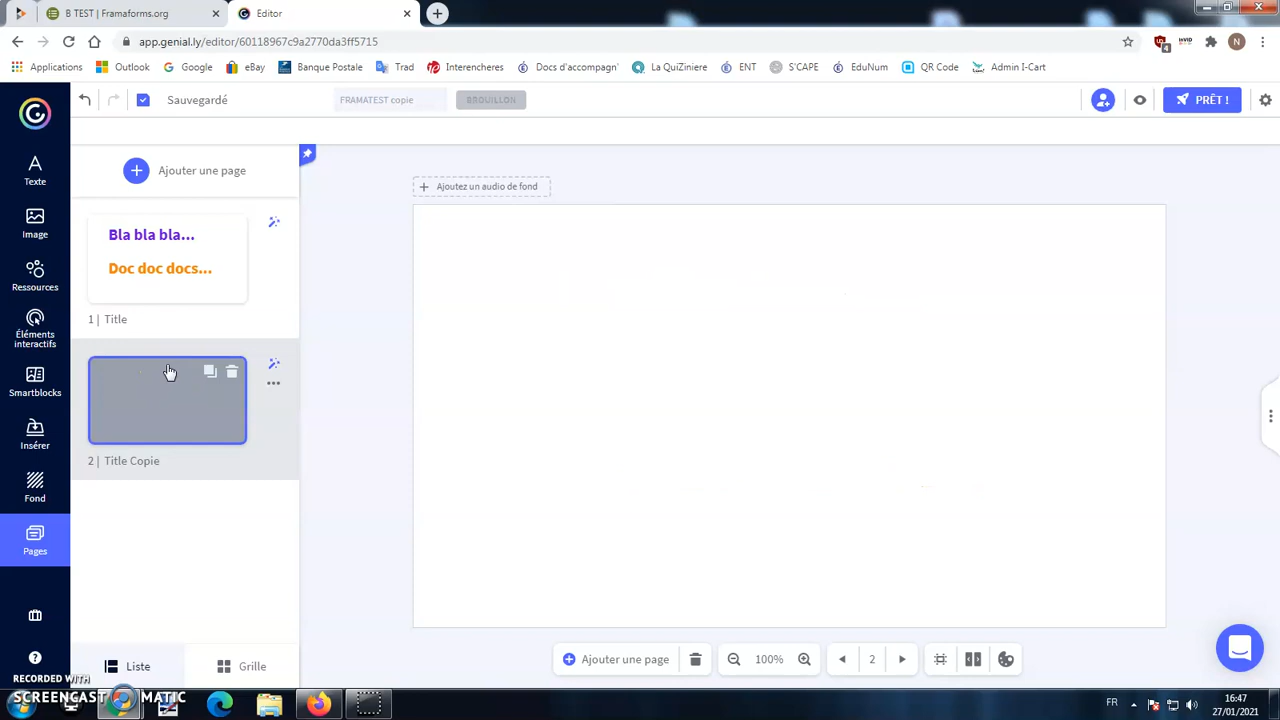 B TEST | Framaforms.org
Editor
app.genial.ly/editor/60118967c9a2770da3ff5715
Applications
Outlook
Google
eBay
Banque Postale
Trad
Interencheres
Docs d'accompagn'
La QuiZiniere
ENT
S'CAPE
EduNum
QR Code
Admin I-Cart
Sauvegardé
FRAMATEST copie
BROUILLON
PRÊT !
Texte
Image
Ressources
Éléments
interactifs
Smartblocks
Insérer
Fond
Pages
Ajouter une page
Bla bla bla...
Doc doc docs...
1 | Title
2 | Title Copie
Liste
Grille
Ajoutez un audio de fond
Ajouter une page
100%
2
RECORDED WITH
SCREENCAST MATIC
FR
16:47
27/01/2021